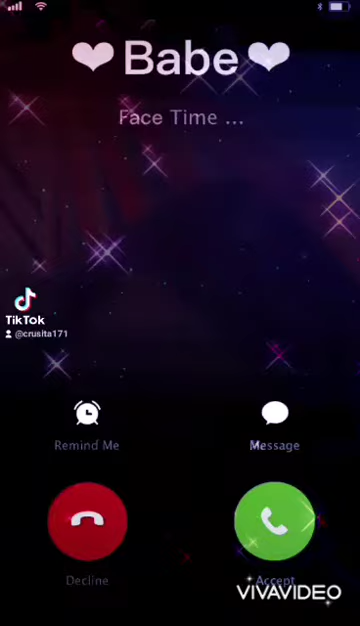 ❤Babe❤
Face Time ...
TikTok
@crusita171
Remind Me
Message
Decline
Accept
VIVAVIDEO